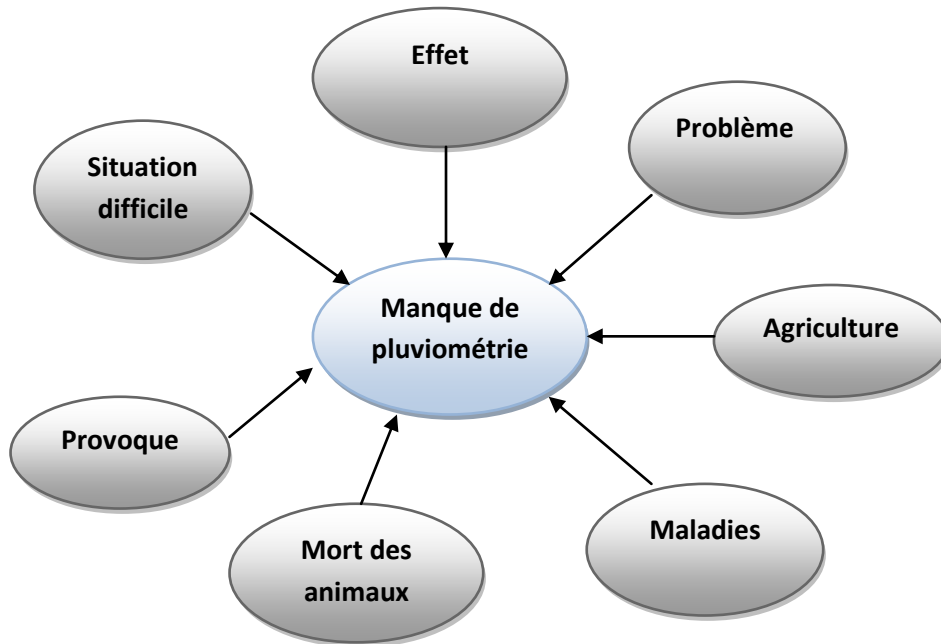 Effet
Problème
Situation
difficile
Manque de
pluviométrie
Agriculture
Provoque
Mort des
animaux
Maladies